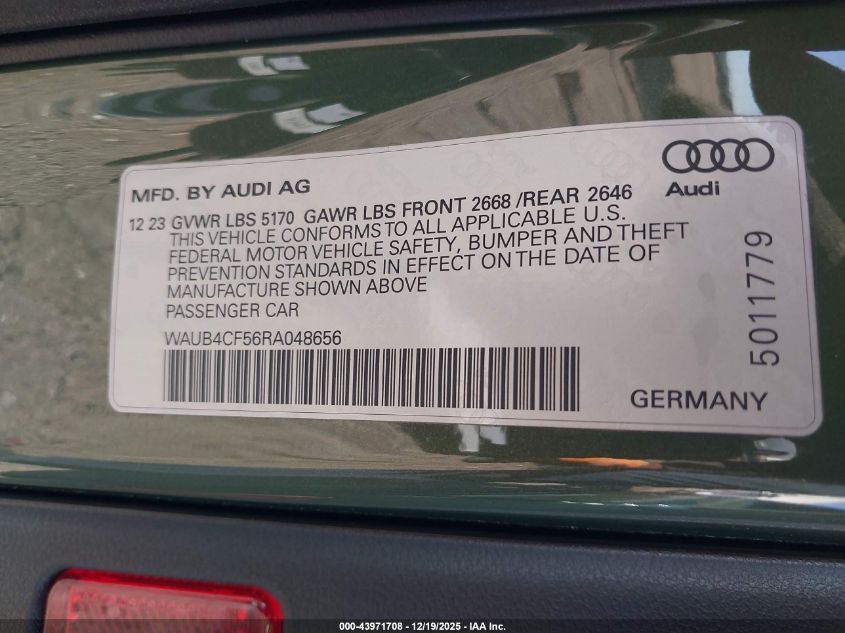 MFD. BY AUDI AG
Audi
12 23 GVWR LBS 5170 GAWR LBS FRONT 2668 /REAR 2646
THIS VEHICLE CONFORMS TO ALL APPLICABLE U.S.
FEDERAL MOTOR VEHICLE SAFETY, BUMPER AND THEFT
PREVENTION STANDARDS IN EFFECT ON THE DATE OF
MANUFACTURE SHOWN ABOVE
PASSENGER CAR
WAUB4CF56RA048656
5011779
GERMANY
000-43971708 - 12/19/2025 - IAA Inc.